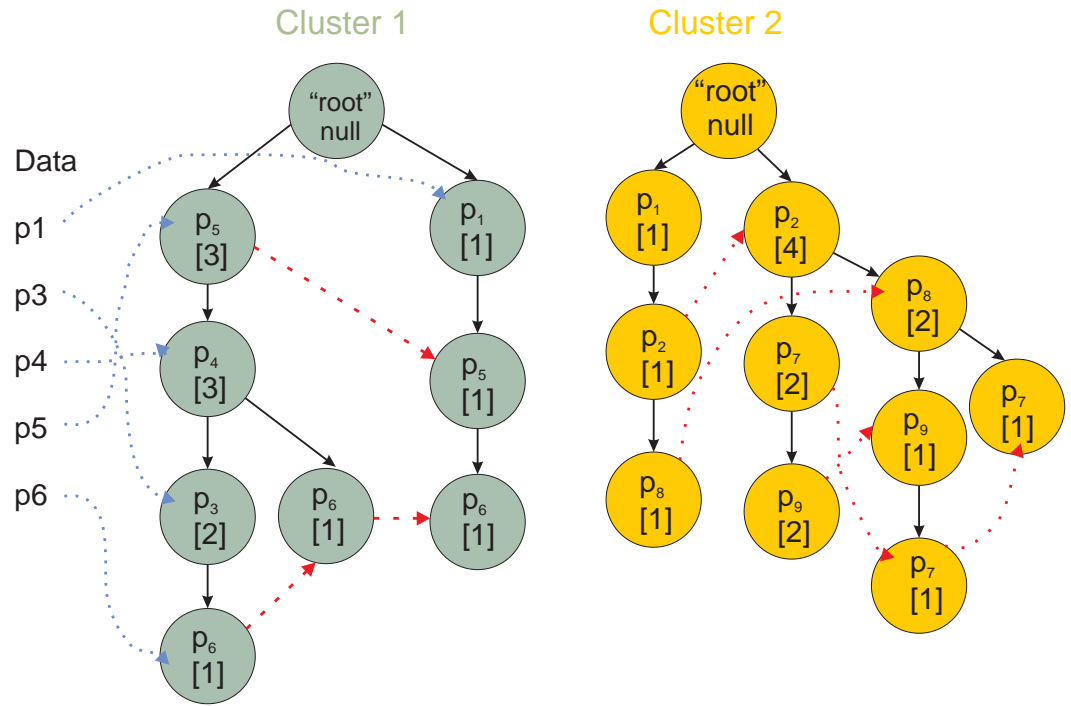 Cluster 1
Cluster 2
"root"
null
"root"
null
Data
p1
p3
p4
p5
p6
p₅
[3]
p₁
[1]
p₄
[3]
p₅
[1]
p₃
[2]
p₆
[1]
p₆
[1]
p₆
[1]
p₁
[1]
p₂
[4]
p₈
[2]
p₂
[1]
p₇
[2]
p₉
[1]
p₇
[1]
p₈
[1]
p₉
[2]
p₇
[1]